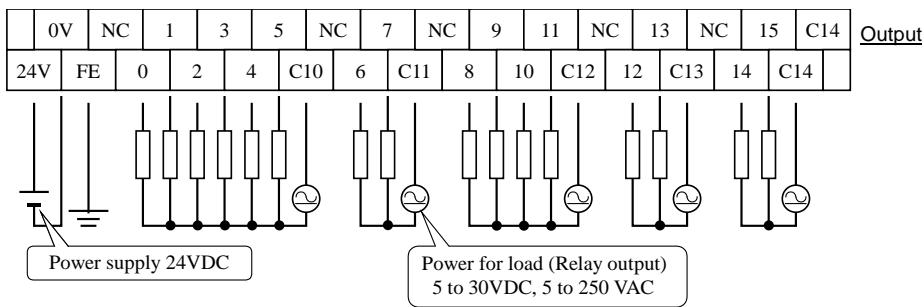 0V NC 1 3 5 NC 7 NC 9 11 NC 13 NC 15 C14 Output
24V FE 0 2 4 C10 6 C11 8 10 C12 12 C13 14 C14
Power supply 24VDC
Power for load (Relay output)
5 to 30VDC, 5 to 250 VAC